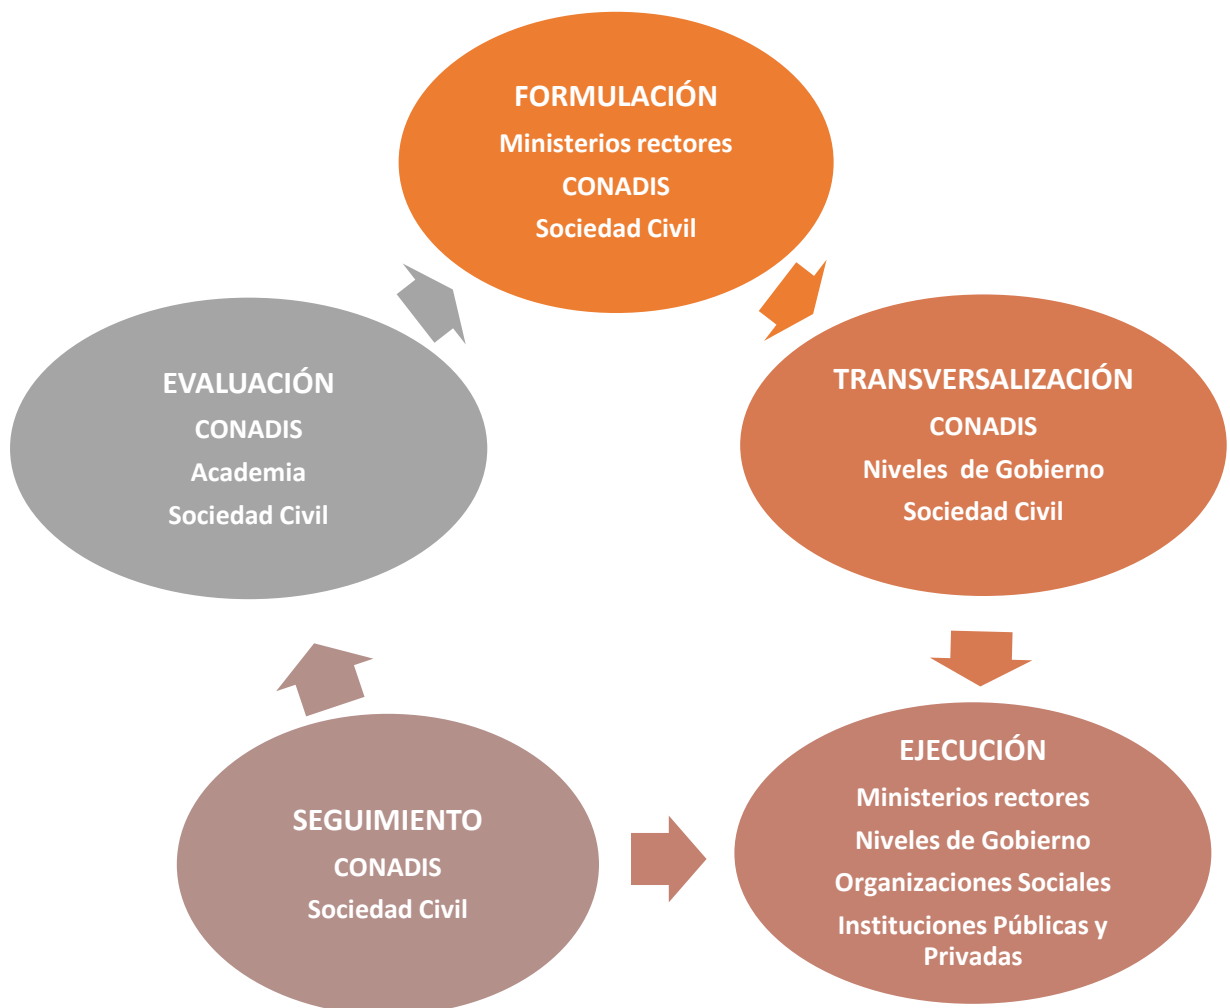 FORMULACIÓN
Ministerios rectores
CONADIS
Sociedad Civil
TRANSVERSALIZACIÓN
CONADIS
Niveles  de Gobierno
Sociedad Civil
EJECUCIÓN
Ministerios rectores
Niveles de Gobierno
Organizaciones Sociales
Instituciones Públicas y
Privadas
SEGUIMIENTO
CONADIS
Sociedad Civil
EVALUACIÓN
CONADIS
Academia
Sociedad Civil